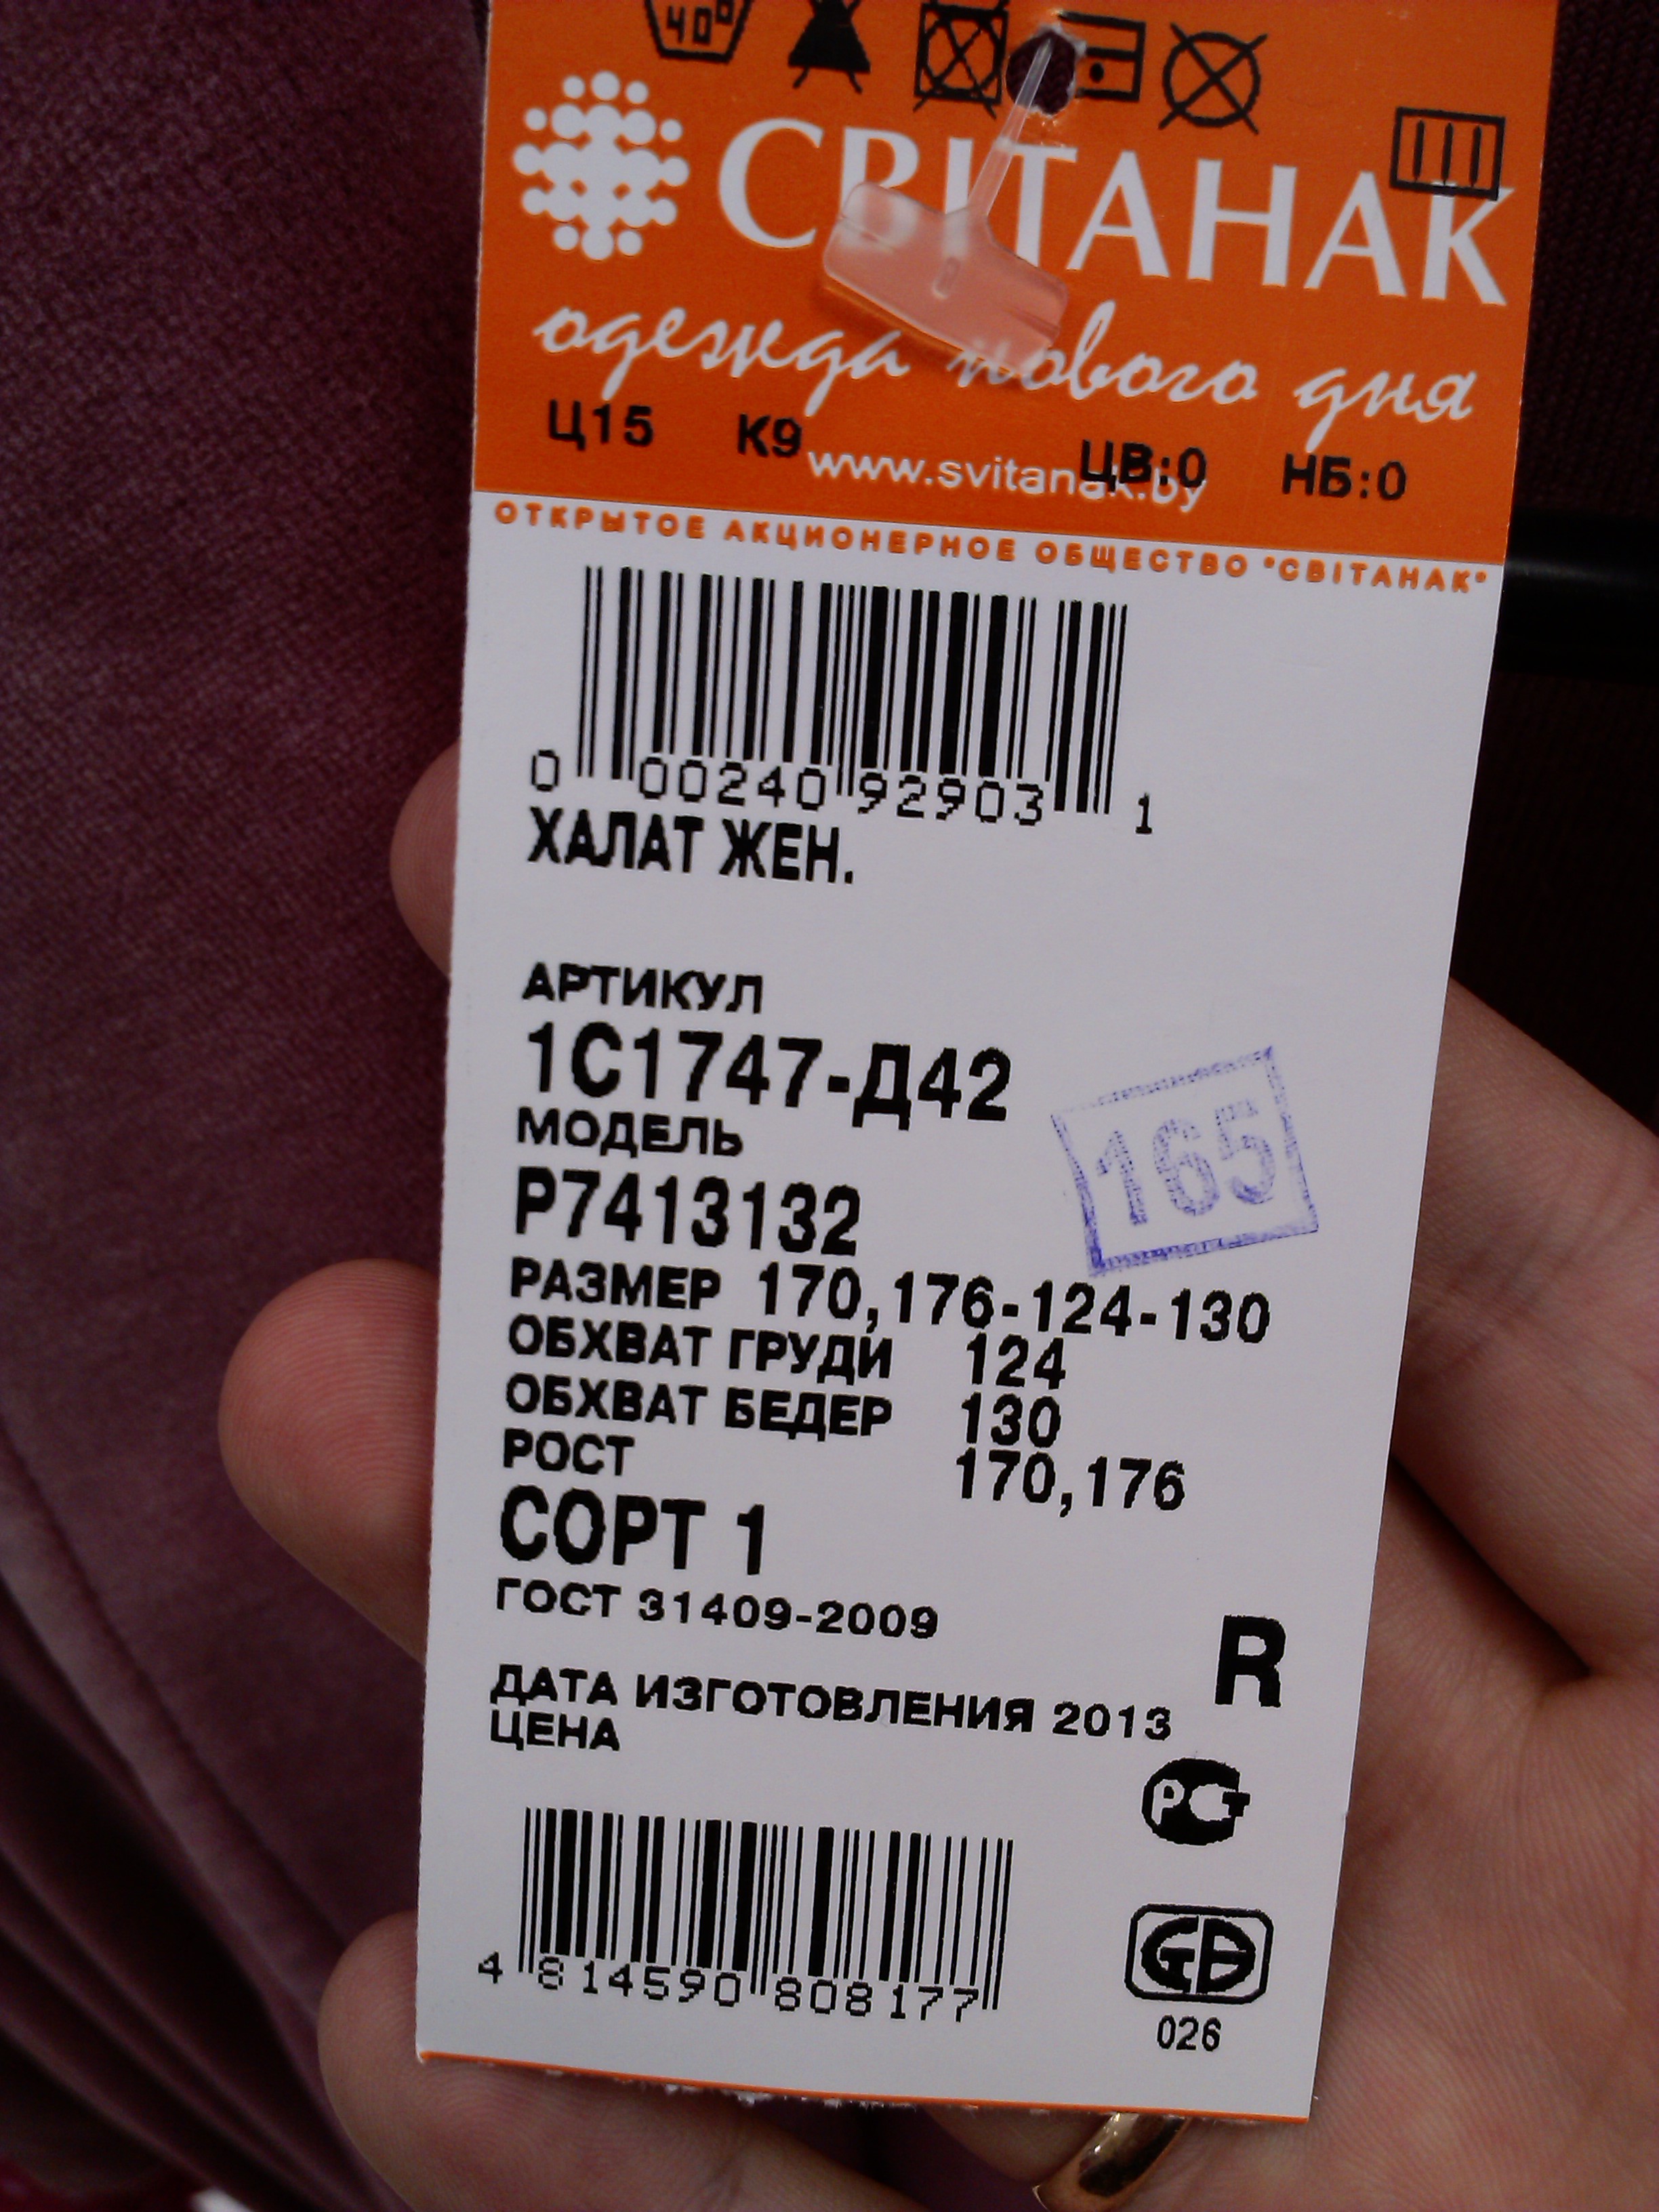 40°
СВІТАНАК
одежда нового дня
Ц15 К9 ЦВ:0 НБ:0
www.svitanak.by
ОТКРЫТОЕ АКЦИОНЕРНОЕ ОБЩЕСТВО "СВІТАНАК"
0 00240 92903 1
ХАЛАТ ЖЕН.
АРТИКУЛ
1С1747-Д42
МОДЕЛЬ
165
Р7413132
РАЗМЕР 170,176-124-130
ОБХВАТ ГРУДИ 124
ОБХВАТ БЕДЕР 130
РОСТ 170,176
СОРТ 1
ГОСТ 31409-2009
R
ДАТА ИЗГОТОВЛЕНИЯ 2013
ЦЕНА
РСТ
4 814590 808177
026